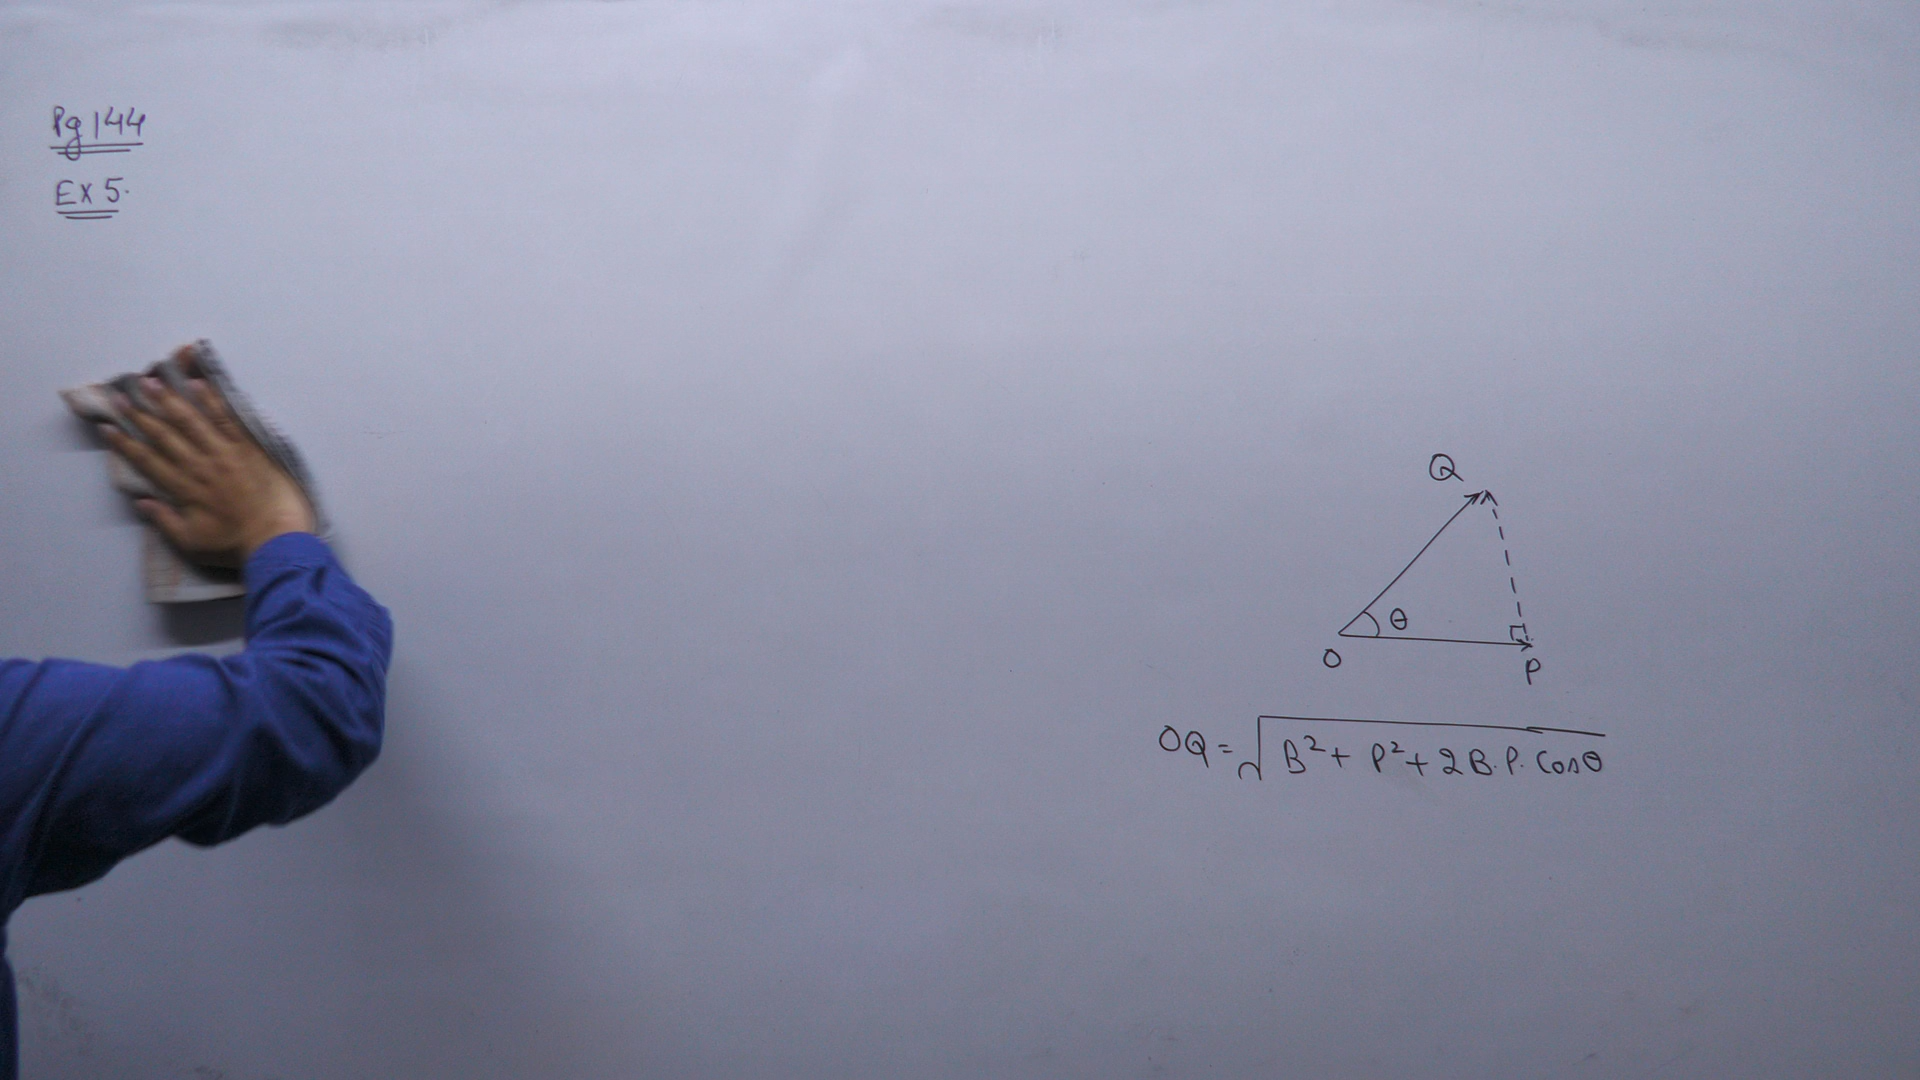 Pg 144
Ex 5.
Q
θ
O
P
OQ = √B² + P² + 2B.P. Cosθ